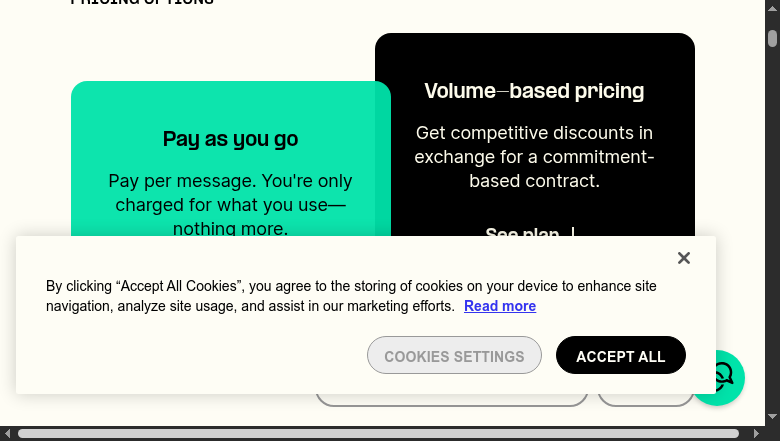 PRICING OPTIONS
Volume–based pricing
Get competitive discounts in
exchange for a commitment-
based contract.
See plan
Pay as you go
Pay per message. You're only
charged for what you use—
nothing more.
By clicking “Accept All Cookies”, you agree to the storing of cookies on your device to enhance site
navigation, analyze site usage, and assist in our marketing efforts. Read more
COOKIES SETTINGS
ACCEPT ALL